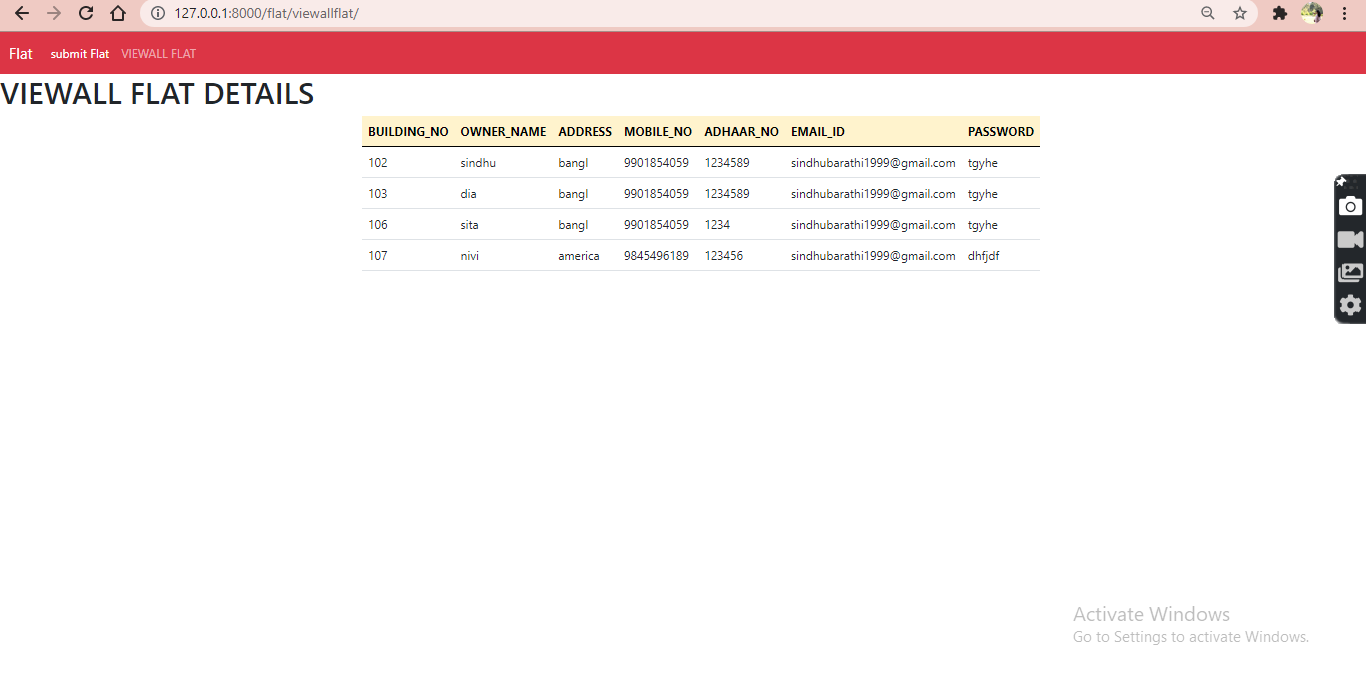 127.0.0.1:8000/flat/viewallflat/
Flat submit Flat VIEWALL FLAT
VIEWALL FLAT DETAILS
BUILDING_NO OWNER_NAME ADDRESS MOBILE_NO ADHAAR_NO EMAIL_ID PASSWORD
102 sindhu bangl 9901854059 1234589 sindhubarathi1999@gmail.com tgyhe
103 dia bangl 9901854059 1234589 sindhubarathi1999@gmail.com tgyhe
106 sita bangl 9901854059 1234 sindhubarathi1999@gmail.com tgyhe
107 nivi america 9845496189 123456 sindhubarathi1999@gmail.com dhfjdf
Activate Windows
Go to Settings to activate Windows.